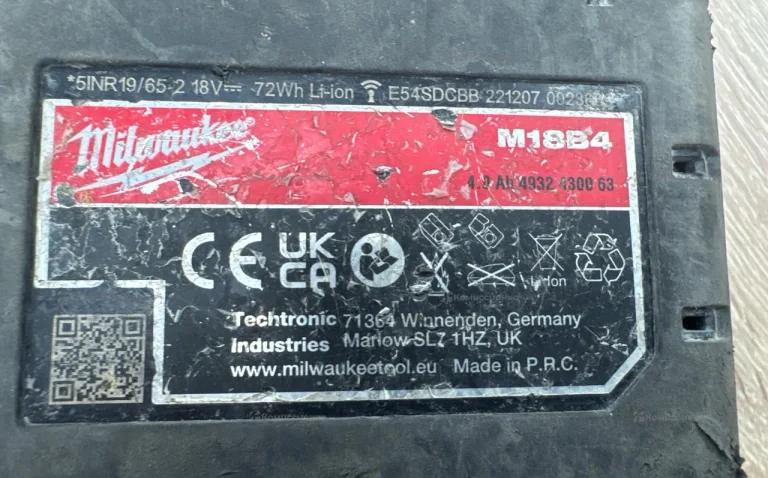 *5INR19/65-2 18V⎓ 72Wh Li-ion E54SDCBB 221207
Milwaukee
M18B4
4.0 Ah 4932 4300 63
CE UK CA
Li-Ion
Techtronic 71364 Winnenden, Germany
Industries Marlow SL7 1HZ, UK
www.milwaukeetool.eu Made in P.R.C.